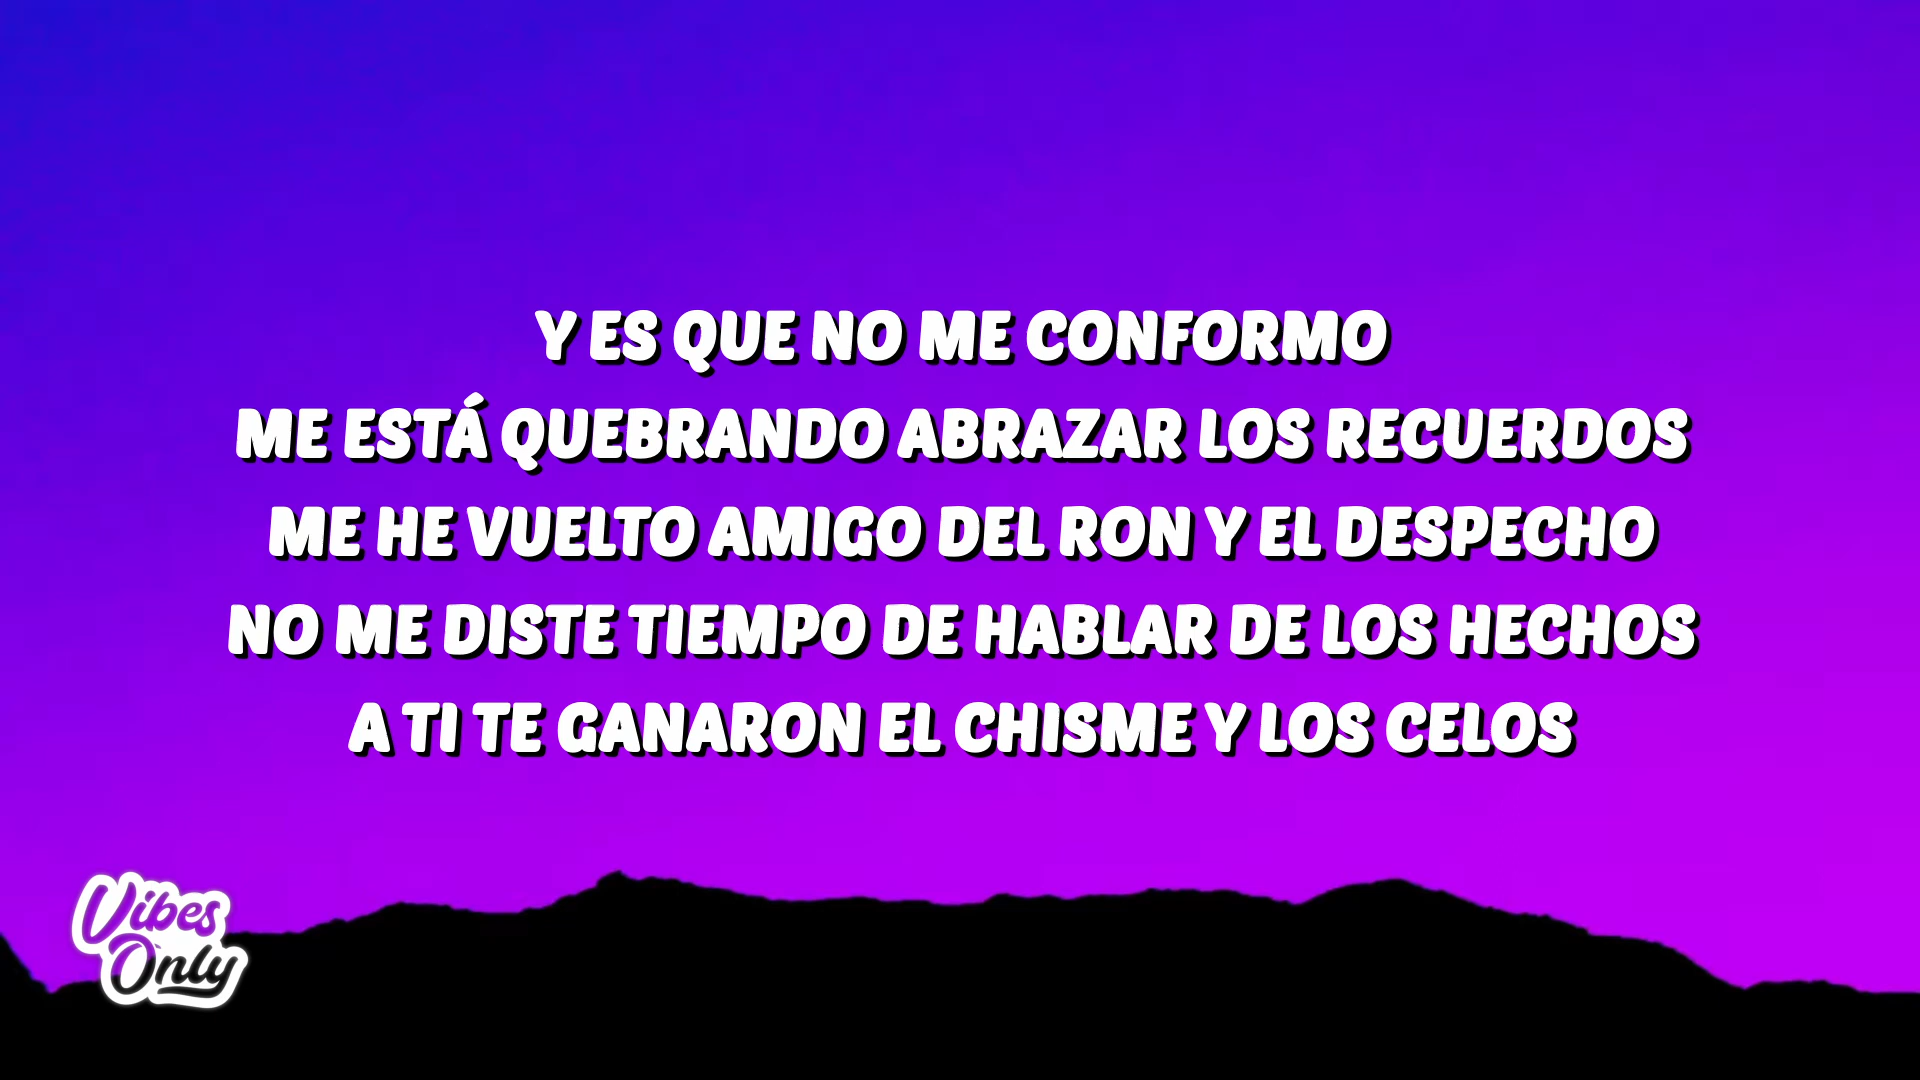 Y ES QUE NO ME CONFORMO
ME ESTÁ QUEBRANDO ABRAZAR LOS RECUERDOS
ME HE VUELTO AMIGO DEL RON Y EL DESPECHO
NO ME DISTE TIEMPO DE HABLAR DE LOS HECHOS
A TI TE GANARON EL CHISME Y LOS CELOS
Vibes
Only